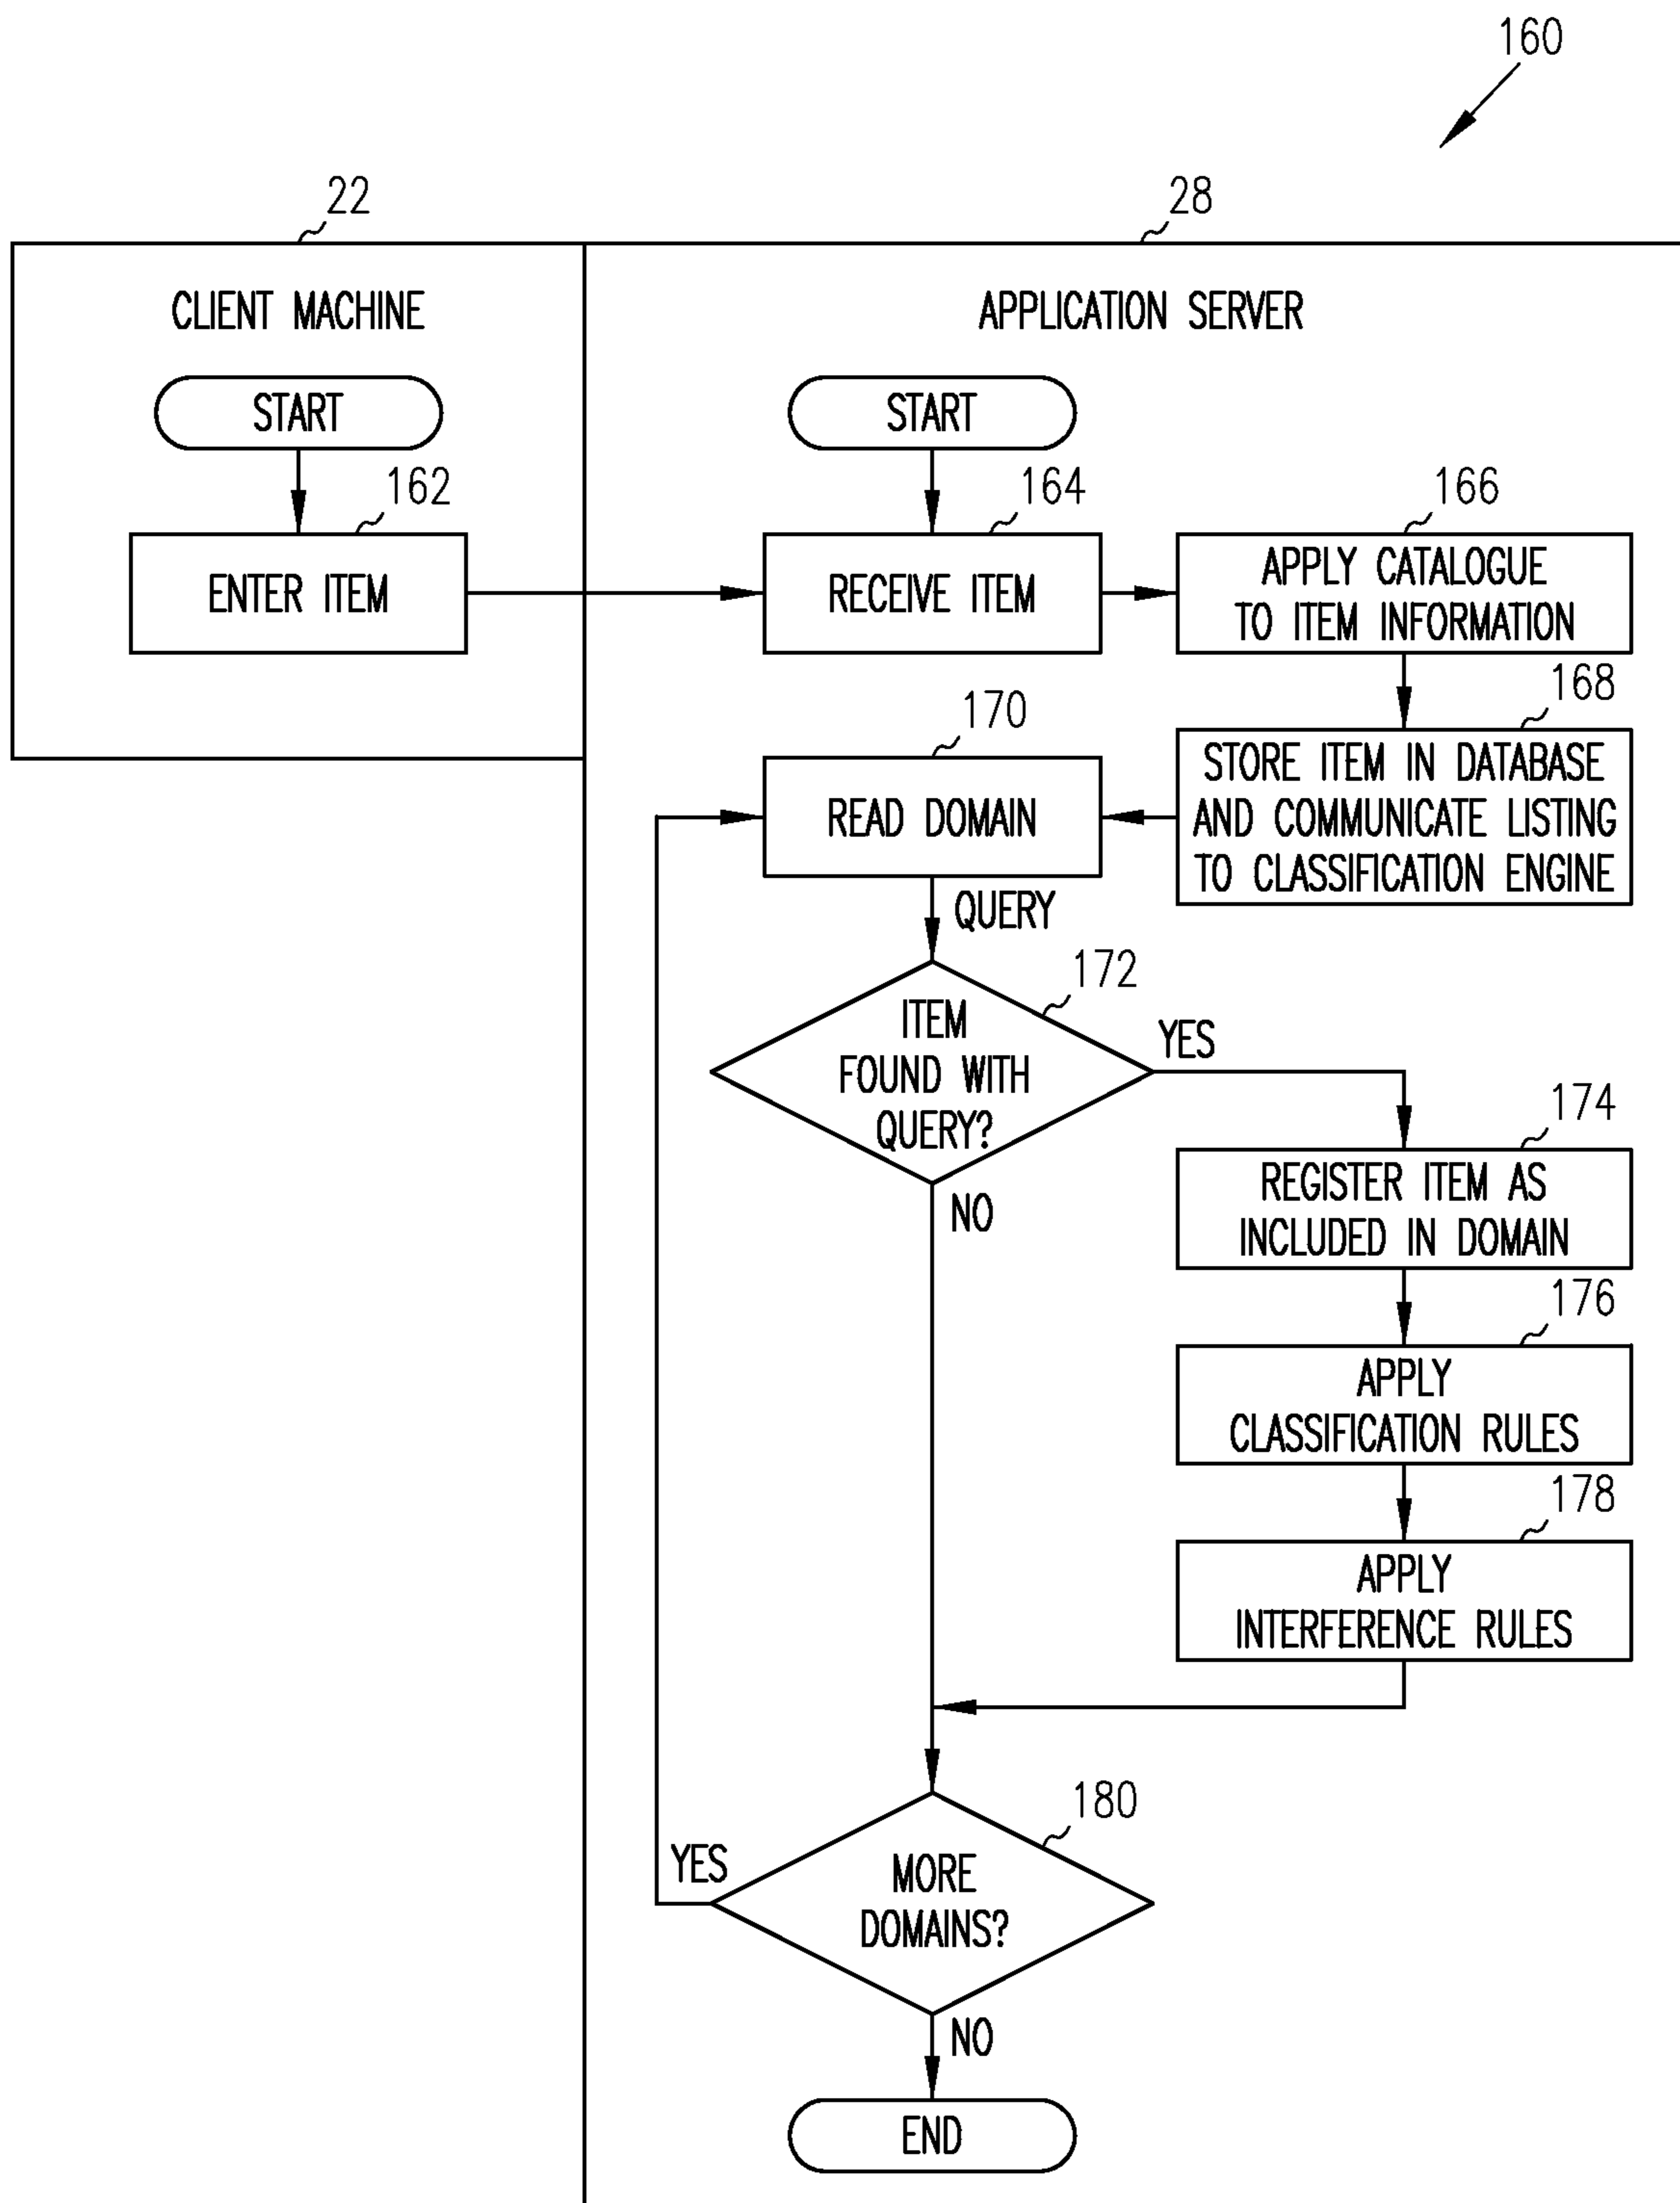 160
22
28
CLIENT MACHINE
APPLICATION SERVER
START
START
162
164
166
ENTER ITEM
RECEIVE ITEM
APPLY CATALOGUE
TO ITEM INFORMATION
168
170
STORE ITEM IN DATABASE
AND COMMUNICATE LISTING
TO CLASSIFICATION ENGINE
READ DOMAIN
QUERY
172
ITEM
FOUND WITH
QUERY?
YES
NO
174
REGISTER ITEM AS
INCLUDED IN DOMAIN
176
APPLY
CLASSIFICATION RULES
178
APPLY
INTERFERENCE RULES
180
YES
MORE
DOMAINS?
NO
END